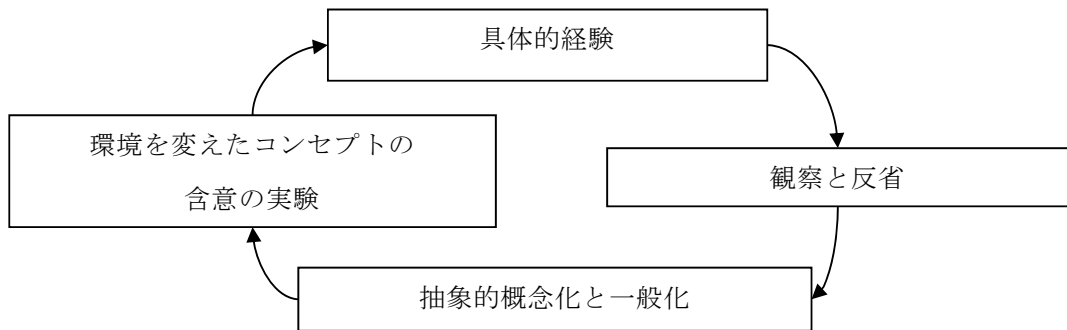 具体的経験
環境を変えたコンセプトの
含意の実験
観察と反省
抽象的概念化と一般化